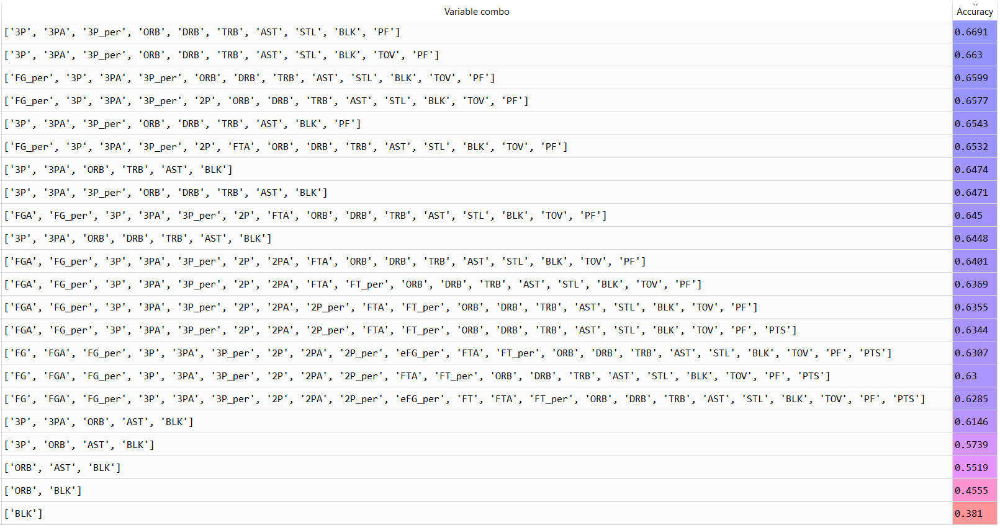 Variable combo Accuracy
['3P', '3PA', '3P_per', 'ORB', 'DRB', 'TRB', 'AST', 'STL', 'BLK', 'PF'] 0.6691
['3P', '3PA', '3P_per', 'ORB', 'DRB', 'TRB', 'AST', 'STL', 'BLK', 'TOV', 'PF'] 0.663
['FG_per', '3P', '3PA', '3P_per', 'ORB', 'DRB', 'TRB', 'AST', 'STL', 'BLK', 'TOV', 'PF'] 0.6599
['FG_per', '3P', '3PA', '3P_per', '2P', 'ORB', 'DRB', 'TRB', 'AST', 'STL', 'BLK', 'TOV', 'PF'] 0.6577
['3P', '3PA', '3P_per', 'ORB', 'DRB', 'TRB', 'AST', 'BLK', 'PF'] 0.6543
['FG_per', '3P', '3PA', '3P_per', '2P', 'FTA', 'ORB', 'DRB', 'TRB', 'AST', 'STL', 'BLK', 'TOV', 'PF'] 0.6532
['3P', '3PA', 'ORB', 'TRB', 'AST', 'BLK'] 0.6474
['3P', '3PA', '3P_per', 'ORB', 'DRB', 'TRB', 'AST', 'BLK'] 0.6471
['FGA', 'FG_per', '3P', '3PA', '3P_per', '2P', 'FTA', 'ORB', 'DRB', 'TRB', 'AST', 'STL', 'BLK', 'TOV', 'PF'] 0.645
['3P', '3PA', 'ORB', 'DRB', 'TRB', 'AST', 'BLK'] 0.6448
['FGA', 'FG_per', '3P', '3PA', '3P_per', '2P', '2PA', 'FTA', 'ORB', 'DRB', 'TRB', 'AST', 'STL', 'BLK', 'TOV', 'PF'] 0.6401
['FGA', 'FG_per', '3P', '3PA', '3P_per', '2P', '2PA', 'FTA', 'FT_per', 'ORB', 'DRB', 'TRB', 'AST', 'STL', 'BLK', 'TOV', 'PF'] 0.6369
['FGA', 'FG_per', '3P', '3PA', '3P_per', '2P', '2PA', '2P_per', 'FTA', 'FT_per', 'ORB', 'DRB', 'TRB', 'AST', 'STL', 'BLK', 'TOV', 'PF'] 0.6355
['FGA', 'FG_per', '3P', '3PA', '3P_per', '2P', '2PA', '2P_per', 'FTA', 'FT_per', 'ORB', 'DRB', 'TRB', 'AST', 'STL', 'BLK', 'TOV', 'PF', 'PTS'] 0.6344
['FG', 'FGA', 'FG_per', '3P', '3PA', '3P_per', '2P', '2PA', '2P_per', 'eFG_per', 'FTA', 'FT_per', 'ORB', 'DRB', 'TRB', 'AST', 'STL', 'BLK', 'TOV', 'PF', 'PTS'] 0.6307
['FG', 'FGA', 'FG_per', '3P', '3PA', '3P_per', '2P', '2PA', '2P_per', 'FTA', 'FT_per', 'ORB', 'DRB', 'TRB', 'AST', 'STL', 'BLK', 'TOV', 'PF', 'PTS'] 0.63
['FG', 'FGA', 'FG_per', '3P', '3PA', '3P_per', '2P', '2PA', '2P_per', 'eFG_per', 'FT', 'FTA', 'FT_per', 'ORB', 'DRB', 'TRB', 'AST', 'STL', 'BLK', 'TOV', 'PF', 'PTS'] 0.6285
['3P', '3PA', 'ORB', 'AST', 'BLK'] 0.6146
['3P', 'ORB', 'AST', 'BLK'] 0.5739
['ORB', 'AST', 'BLK'] 0.5519
['ORB', 'BLK'] 0.4555
['BLK'] 0.381